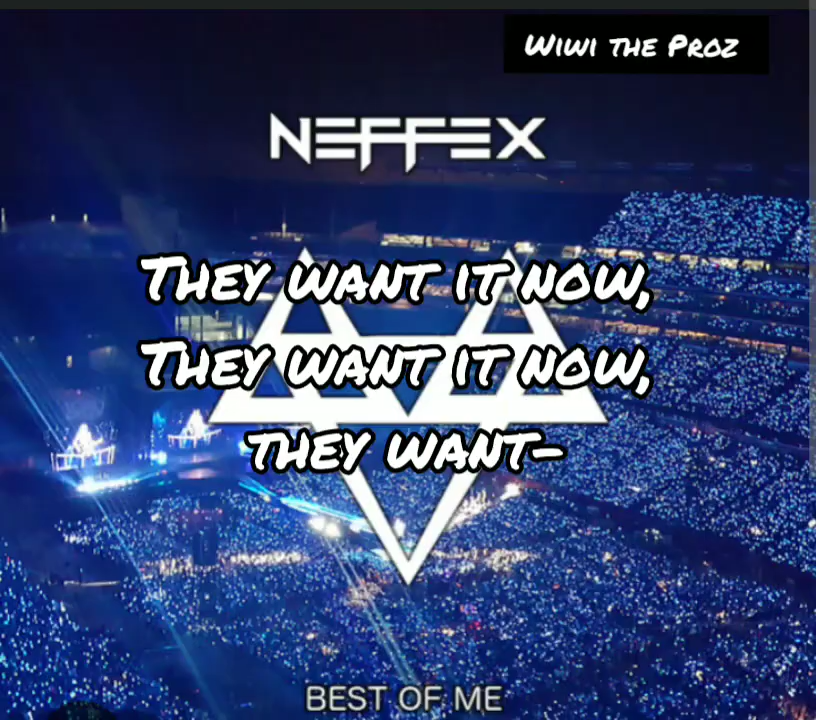 Wiwi the Proz
NEFFEX
They want it now,
They want it now,
they want-
BEST OF ME